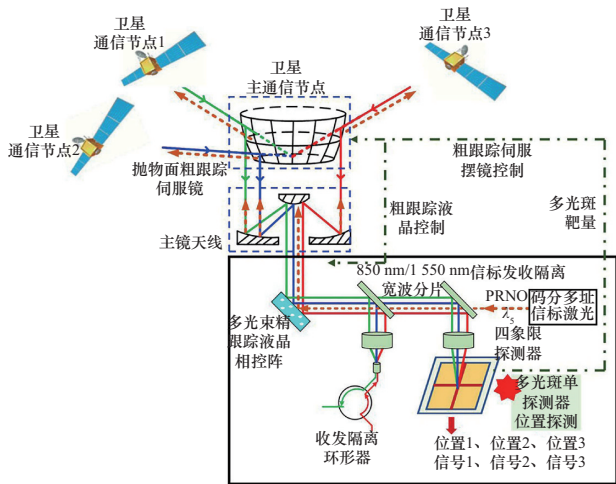 卫星
通信节点1
卫星
主通信节点
卫星
通信节点3
卫星
通信节点2
抛物面粗跟踪
伺服镜
粗跟踪伺服
摆镜控制
粗跟踪液
晶控制
多光斑
靶量
主镜天线
850 nm/1 550 nm
宽波分片
信标发收隔离
PRNO
λ5
码分多址
信标激光
多光束精
跟踪液晶
相控阵
四象限
探测器
多光斑单
探测器
位置探测
收发隔离
环形器
位置1、位置2、位置3
信号1、信号2、信号3